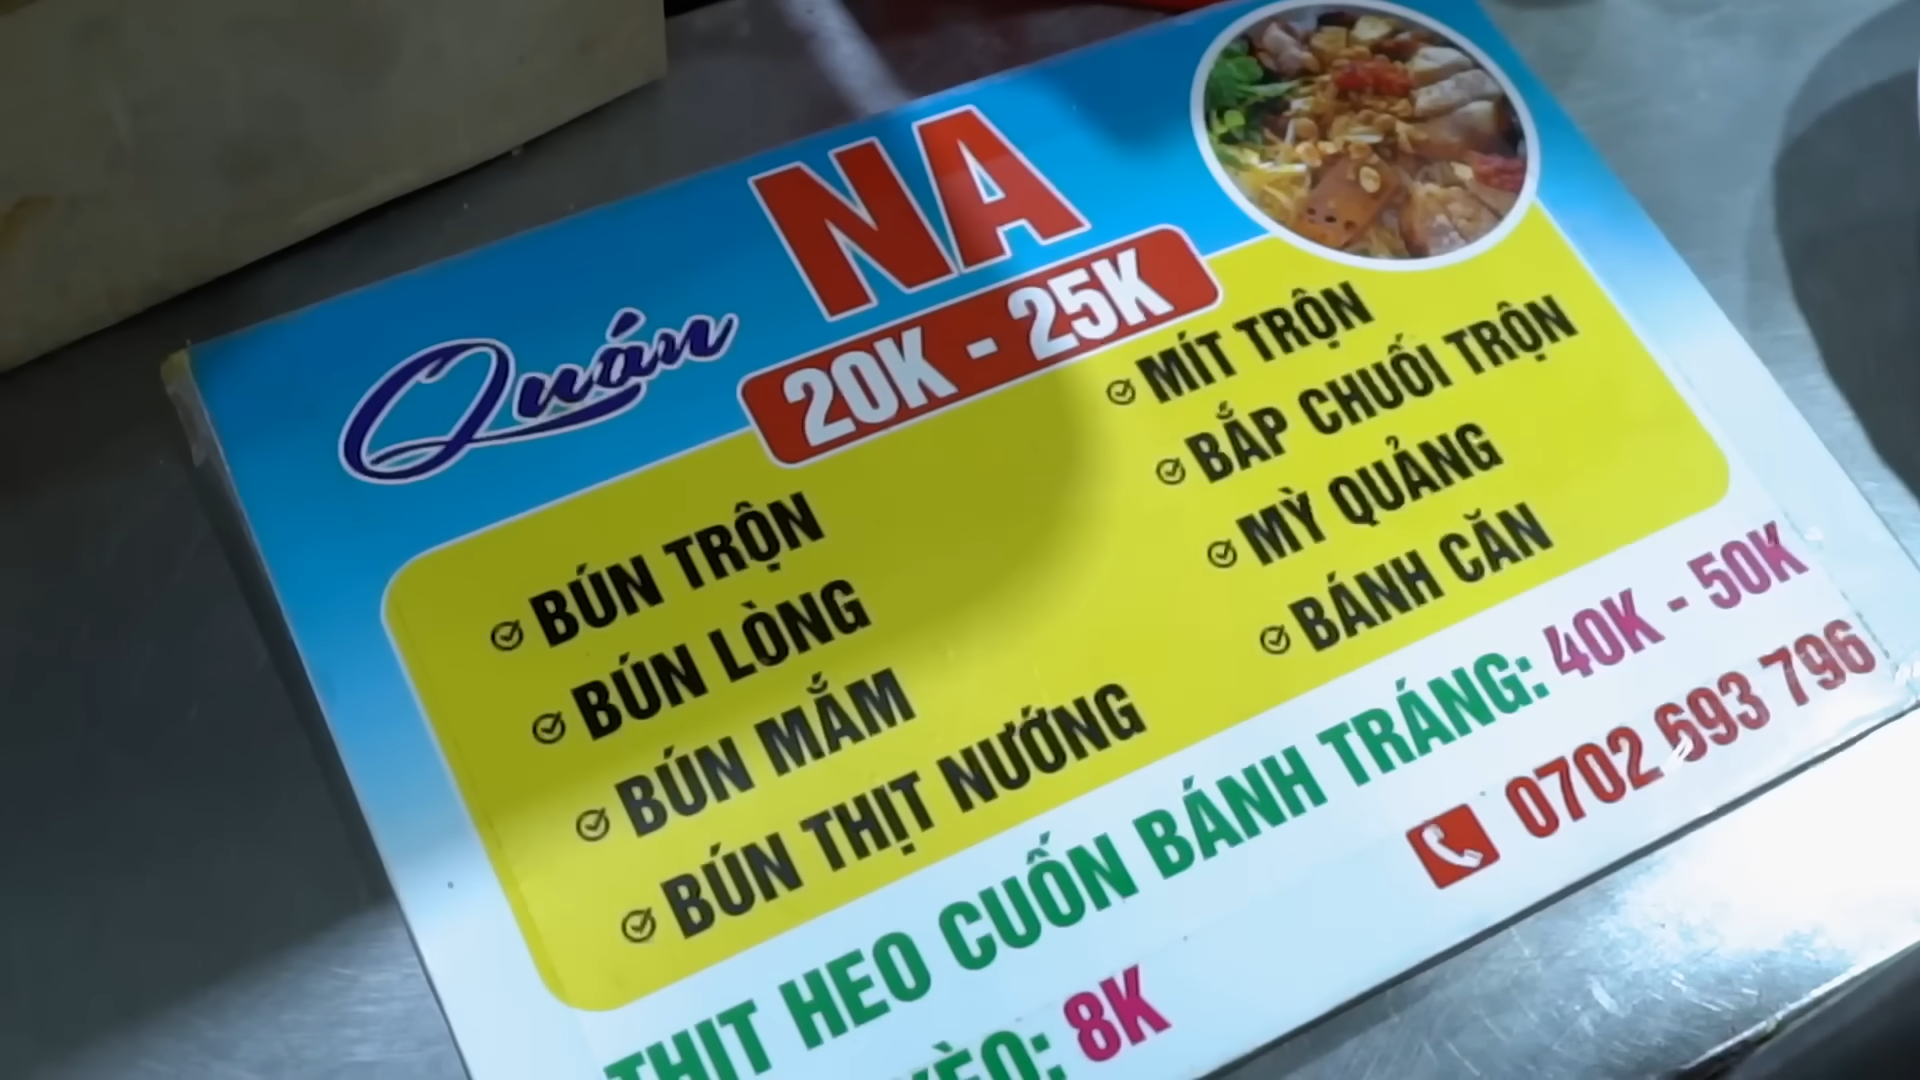 Quán NA
20K - 25K
BÚN TRỘN
BÚN LÒNG
BÚN MẮM
BÚN THỊT NƯỚNG
MÍT TRỘN
BẮP CHUỐI TRỘN
MỲ QUẢNG
BÁNH CĂN
THỊT HEO CUỐN BÁNH TRÁNG: 40K - 50K
XÈO: 8K
0702 693 796